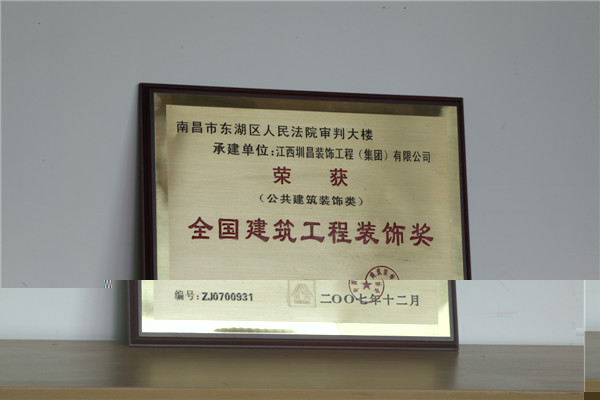 南昌市东湖区人民法院审判大楼
承建单位:江西圳昌装饰工程(集团)有限公司
荣 获
(公共建筑装饰类)
全国建筑工程装饰奖
编号:ZJ0700931
二〇〇七年十二月